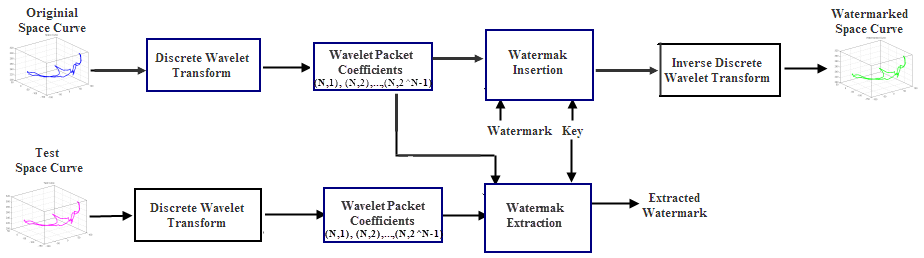 Originial
Space Curve
Discrete Wavelet
Transform
Wavelet Packet
Coefficients
(N,1), (N,2),...,(N,2^N-1)
Watermak
Insertion
Inverse Discrete
Wavelet Transform
Watermarked
Space Curve
Watermark Key
Test
Space Curve
Discrete Wavelet
Transform
Wavelet Packet
Coefficients
(N,1), (N,2),...,(N,2^N-1)
Watermak
Extraction
Extracted
Watermark